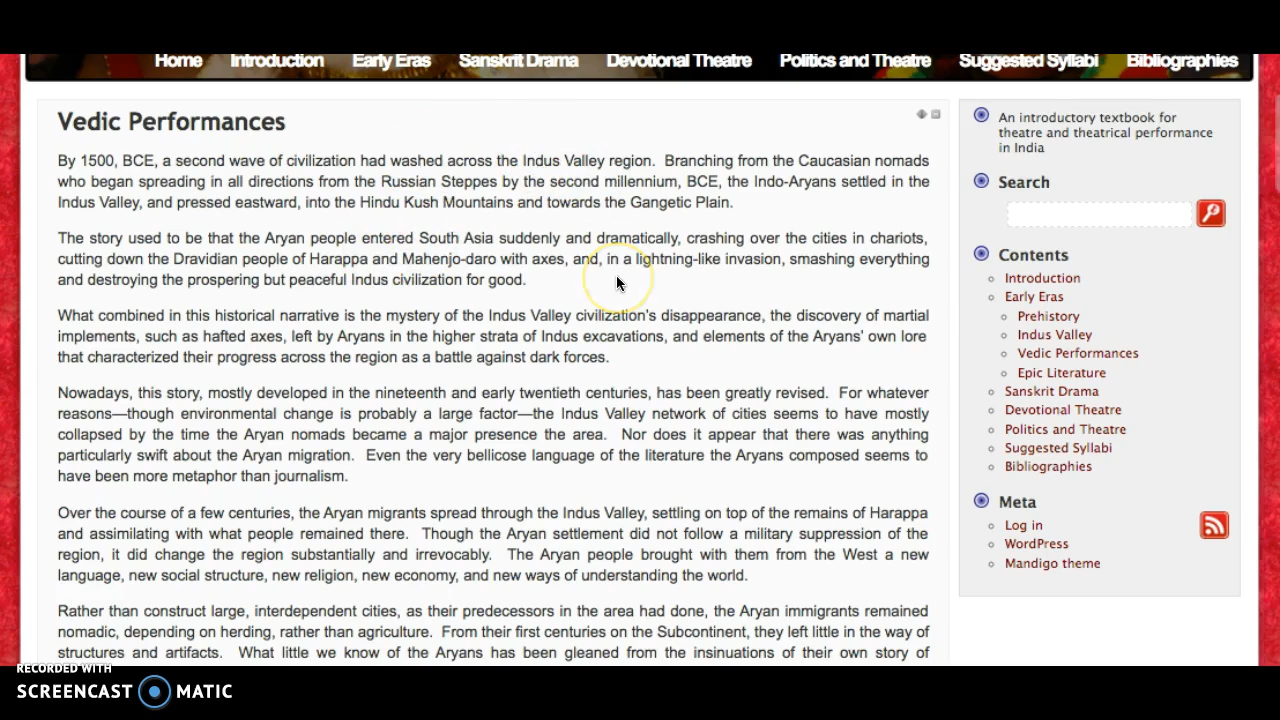 Home Introduction Early Eras Sanskrit Drama Devotional Theatre Politics and Theatre Suggested Syllabi Bibliographies
Vedic Performances
By 1500, BCE, a second wave of civilization had washed across the Indus Valley region. Branching from the Caucasian nomads
who began spreading in all directions from the Russian Steppes by the second millennium, BCE, the Indo-Aryans settled in the
Indus Valley, and pressed eastward, into the Hindu Kush Mountains and towards the Gangetic Plain.
The story used to be that the Aryan people entered South Asia suddenly and dramatically, crashing over the cities in chariots,
cutting down the Dravidian people of Harappa and Mahenjo-daro with axes, and, in a lightning-like invasion, smashing everything
and destroying the prospering but peaceful Indus civilization for good.
What combined in this historical narrative is the mystery of the Indus Valley civilization's disappearance, the discovery of martial
implements, such as hafted axes, left by Aryans in the higher strata of Indus excavations, and elements of the Aryans' own lore
that characterized their progress across the region as a battle against dark forces.
Nowadays, this story, mostly developed in the nineteenth and early twentieth centuries, has been greatly revised. For whatever
reasons—though environmental change is probably a large factor—the Indus Valley network of cities seems to have mostly
collapsed by the time the Aryan nomads became a major presence the area. Nor does it appear that there was anything
particularly swift about the Aryan migration. Even the very bellicose language of the literature the Aryans composed seems to
have been more metaphor than journalism.
Over the course of a few centuries, the Aryan migrants spread through the Indus Valley, settling on top of the remains of Harappa
and assimilating with what people remained there. Though the Aryan settlement did not follow a military suppression of the
region, it did change the region substantially and irrevocably. The Aryan people brought with them from the West a new
language, new social structure, new religion, new economy, and new ways of understanding the world.
Rather than construct large, interdependent cities, as their predecessors in the area had done, the Aryan immigrants remained
nomadic, depending on herding, rather than agriculture. From their first centuries on the Subcontinent, they left little in the way of
structures and artifacts. What little we know of the Aryans has been gleaned from the insinuations of their own story of
An introductory textbook for
theatre and theatrical performance
in India
Search
Contents
Introduction
Early Eras
Prehistory
Indus Valley
Vedic Performances
Epic Literature
Sanskrit Drama
Devotional Theatre
Politics and Theatre
Suggested Syllabi
Bibliographies
Meta
Log in
WordPress
Mandigo theme
RECORDED WITH
SCREENCAST MATIC